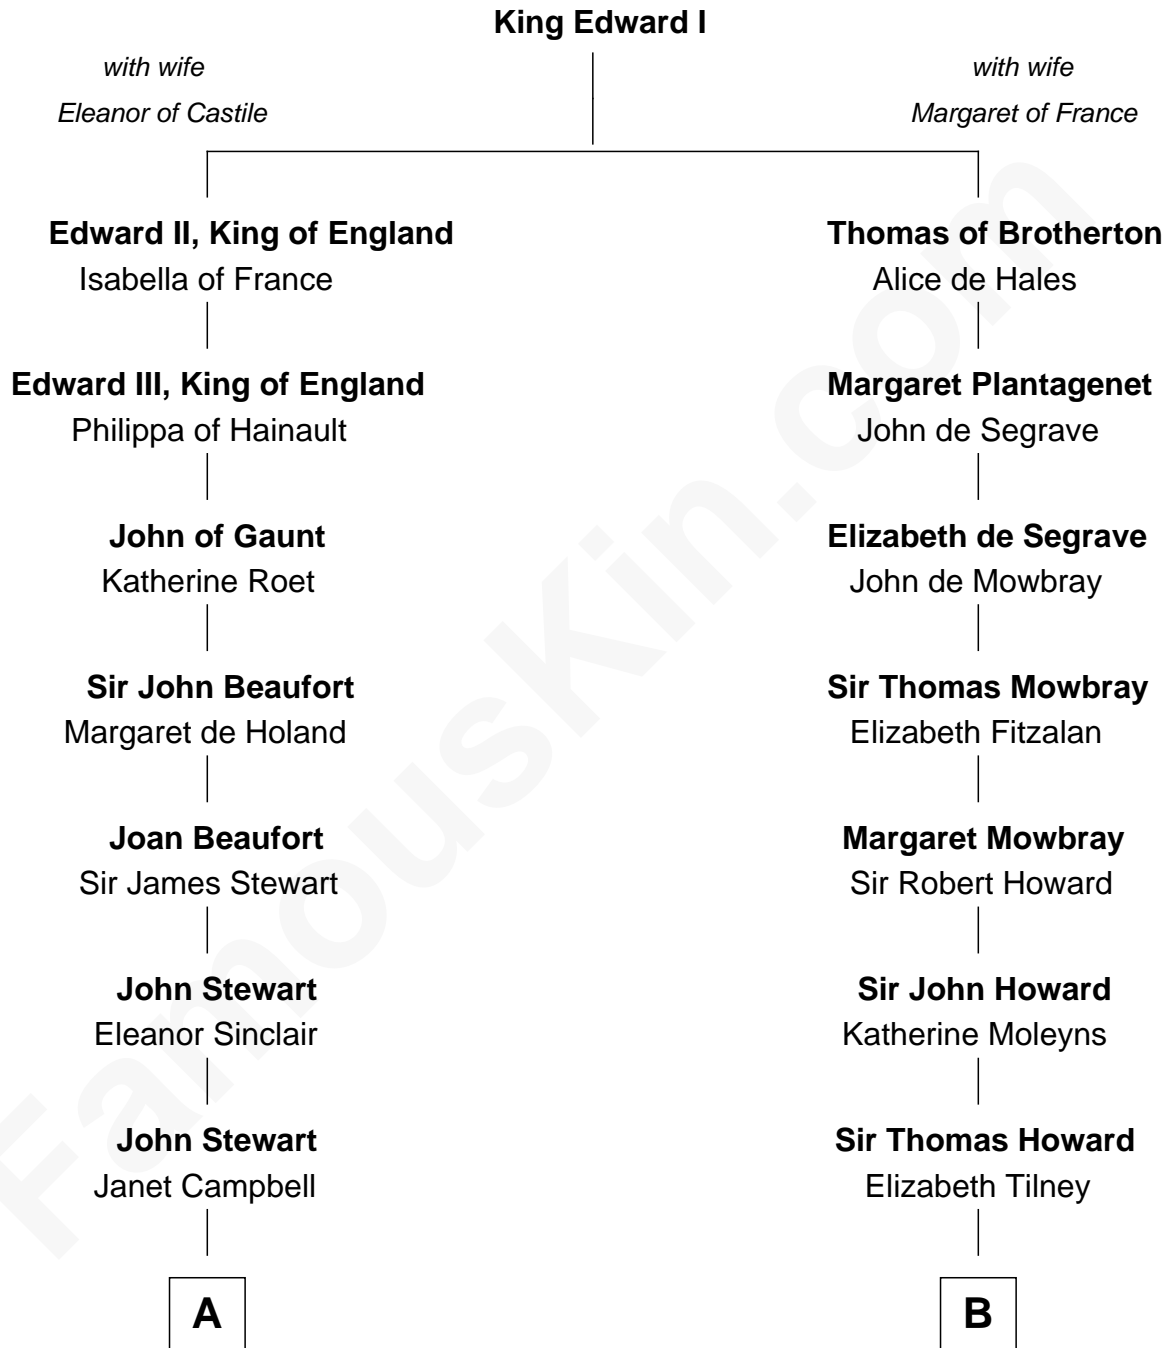 King Edward I
with wife
Eleanor of Castile
with wife
Margaret of France
Edward II, King of England
Isabella of France
Thomas of Brotherton
Alice de Hales
Edward III, King of England
Philippa of Hainault
Margaret Plantagenet
John de Segrave
John of Gaunt
Katherine Roet
Elizabeth de Segrave
John de Mowbray
Sir John Beaufort
Margaret de Holand
Sir Thomas Mowbray
Elizabeth Fitzalan
Joan Beaufort
Sir James Stewart
Margaret Mowbray
Sir Robert Howard
John Stewart
Eleanor Sinclair
Sir John Howard
Katherine Moleyns
John Stewart
Janet Campbell
Sir Thomas Howard
Elizabeth Tilney
A
B
FamousKin.com